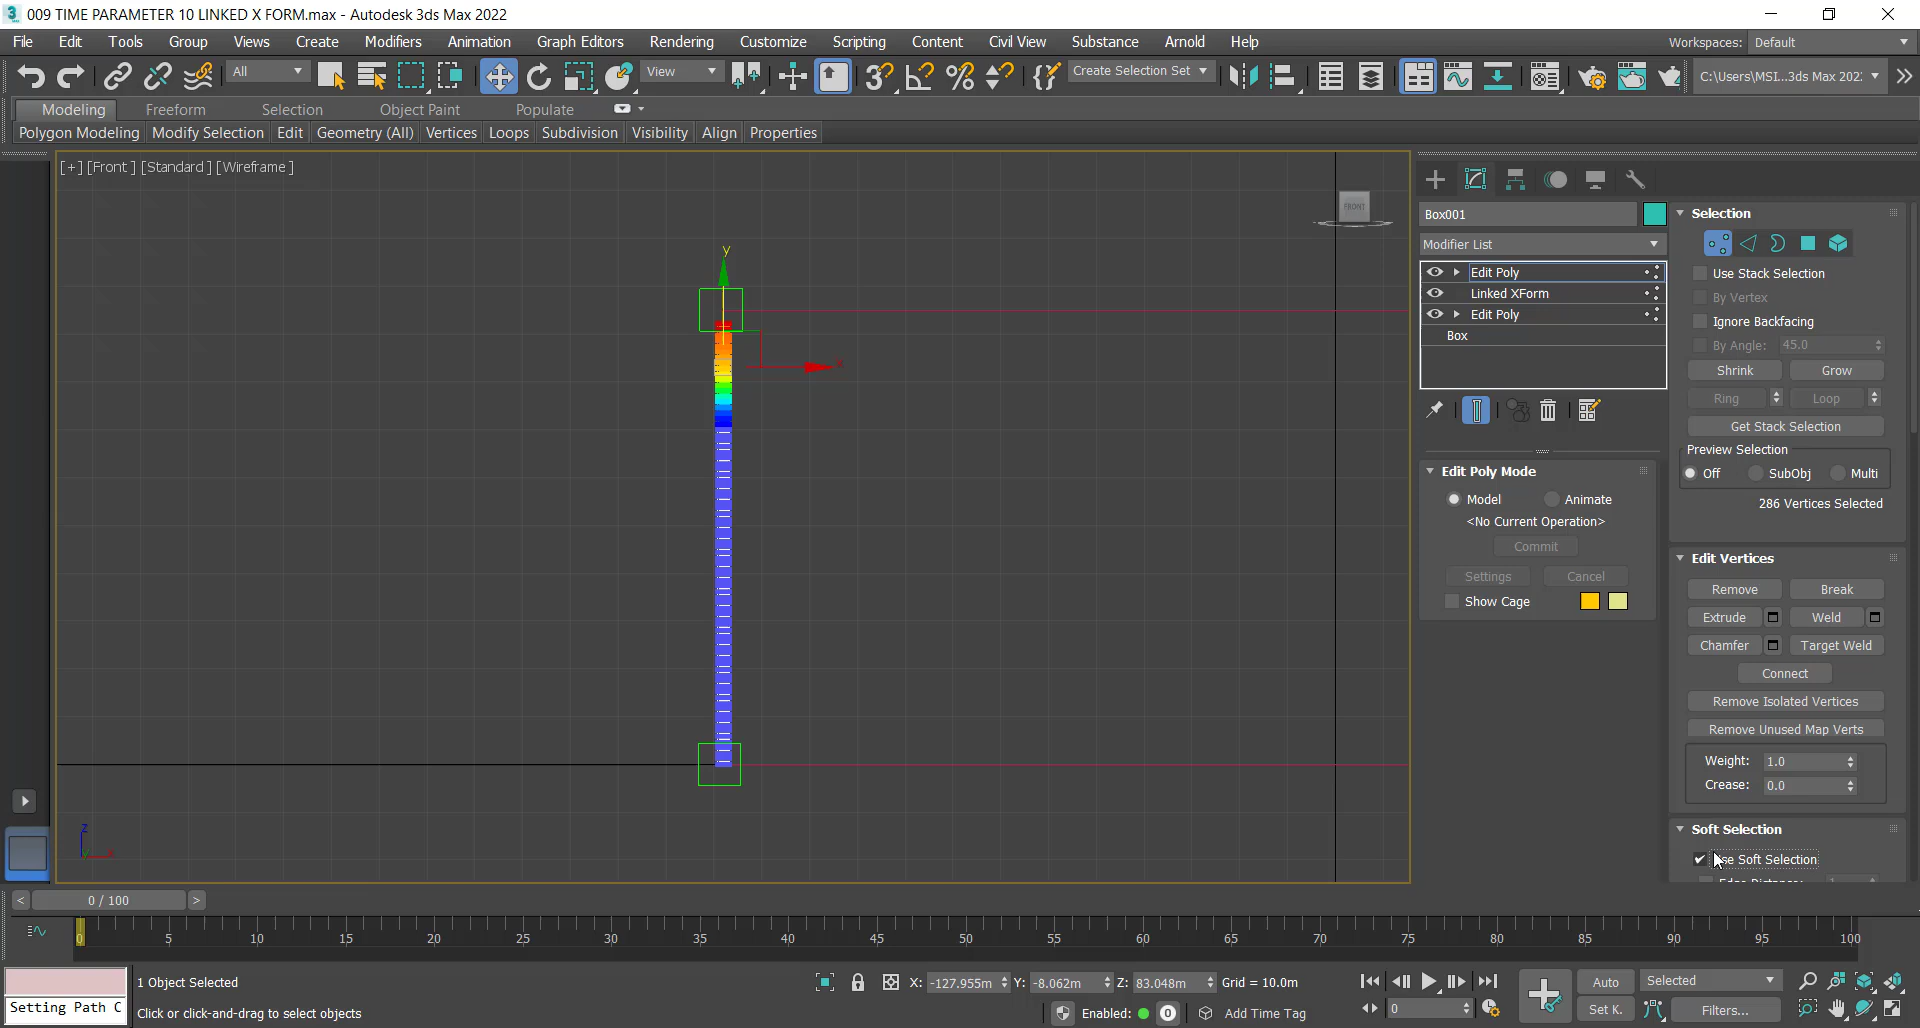 009 TIME PARAMETER 10 LINKED X FORM.max - Autodesk 3ds Max 2022
File Edit Tools Group Views Create Modifiers Animation Graph Editors Rendering Customize Scripting Content Civil View Substance Arnold Help
Workspaces: Default
All
View
Create Selection Set
C:\Users\MSI...3ds Max 202
Modeling Freeform Selection Object Paint Populate
Polygon Modeling Modify Selection Edit Geometry (All) Vertices Loops Subdivision Visibility Align Properties
[+] [Front ] [Standard ] [Wireframe ]
FRONT
y
x
z
Box001
Modifier List
Edit Poly
Linked XForm
Edit Poly
Box
Edit Poly Mode
Model Animate
<No Current Operation>
Commit
Settings Cancel
Show Cage
Selection
Use Stack Selection
By Vertex
Ignore Backfacing
By Angle: 45.0
Shrink Grow
Ring Loop
Get Stack Selection
Preview Selection
Off SubObj Multi
286 Vertices Selected
Edit Vertices
Remove Break
Extrude Weld
Chamfer Target Weld
Connect
Remove Isolated Vertices
Remove Unused Map Verts
Weight: 1.0
Crease: 0.0
Soft Selection
se Soft Selection
< 0 / 100 >
0 5 10 15 20 25 30 35 40 45 50 55 60 65 70 75 80 85 90 95 100
Setting Path C
1 Object Selected
Click or click-and-drag to select objects
X: -127.955m Y: -8.062m Z: 83.048m Grid = 10.0m
Enabled: 0 Add Time Tag
0
Auto Selected
Set K. Filters...